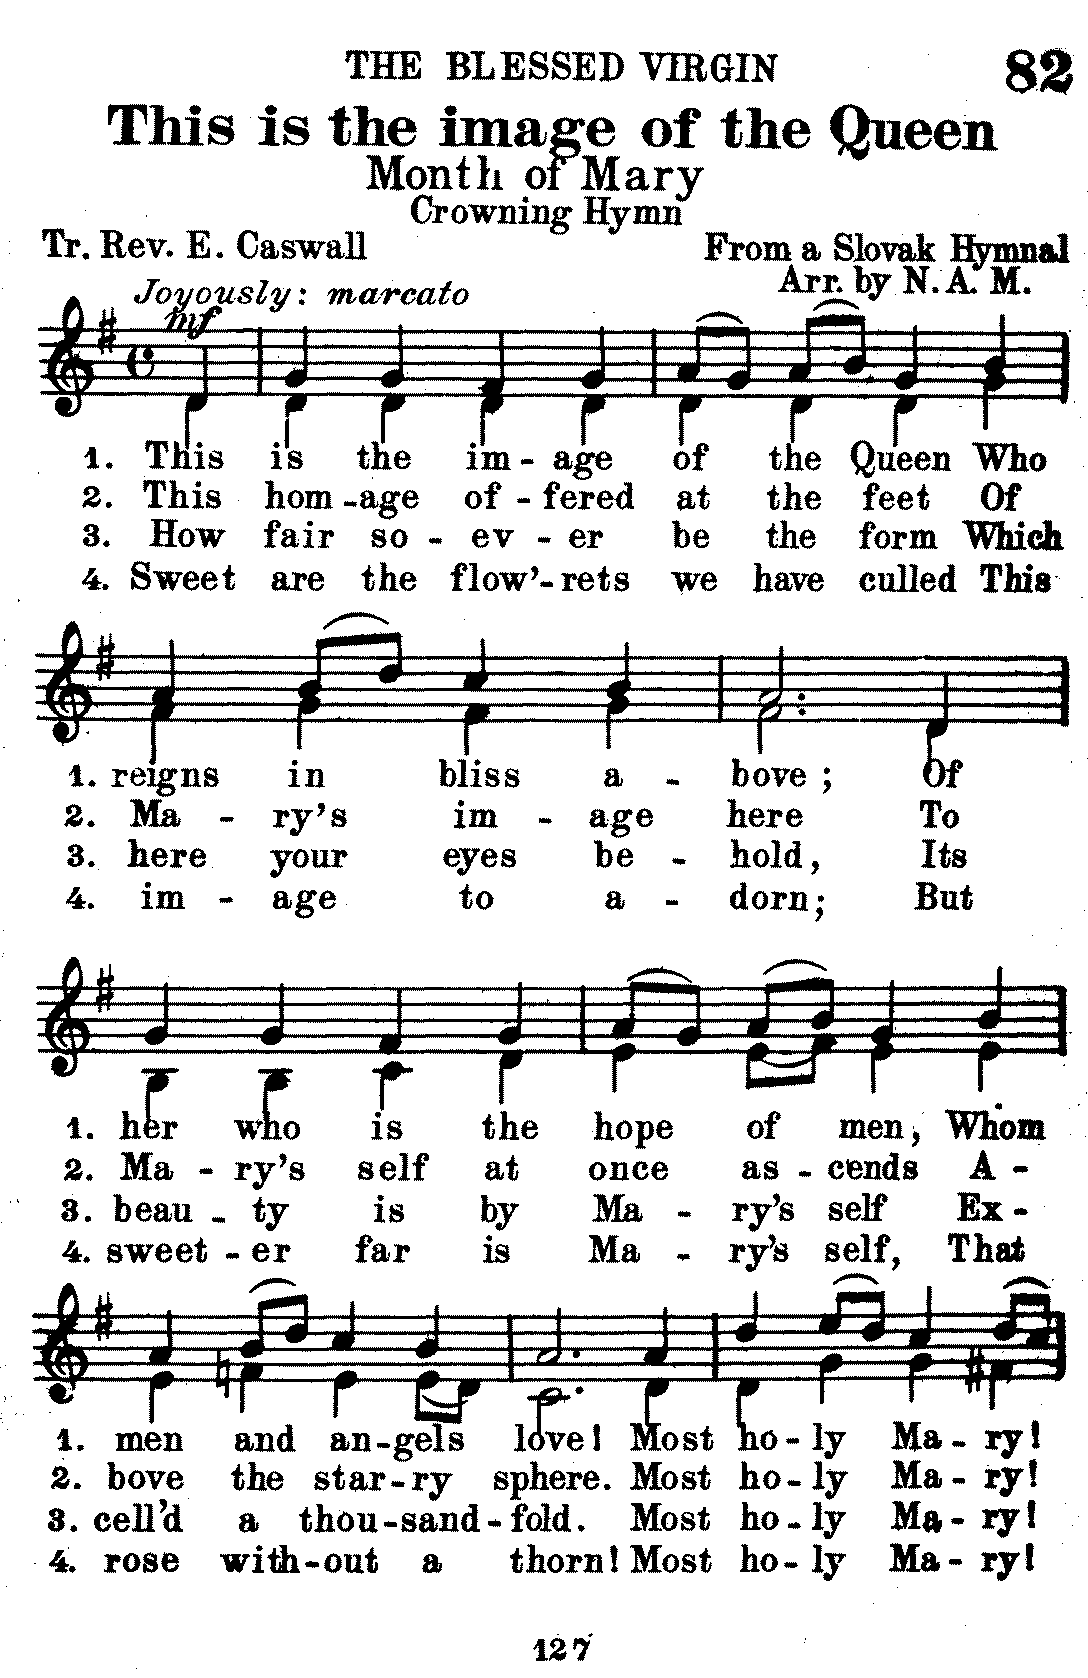 THE BLESSED VIRGIN 82
This is the image of the Queen
Month of Mary
Crowning Hymn
Tr. Rev. E. Caswall From a Slovak Hymnal
Arr. by N. A. M.
Joyously: marcato
mf
1. This is the im - age of the Queen Who
2. This hom - age of - fered at the feet Of
3. How fair so - ev - er be the form Which
4. Sweet are the flow'- rets we have culled This
1. reigns in bliss a - bove; Of
2. Ma - ry's im - age here To
3. here your eyes be - hold, Its
4. im - age to a - dorn; But
1. her who is the hope of men, Whom
2. Ma - ry's self at once as - cends A -
3. beau - ty is by Ma - ry's self Ex -
4. sweet - er far is Ma - ry's self, That
1. men and an - gels love! Most ho - ly Ma - ry!
2. bove the star - ry sphere. Most ho - ly Ma - ry!
3. cell'd a thou - sand - fold. Most ho - ly Ma - ry!
4. rose with - out a thorn! Most ho - ly Ma - ry!
127